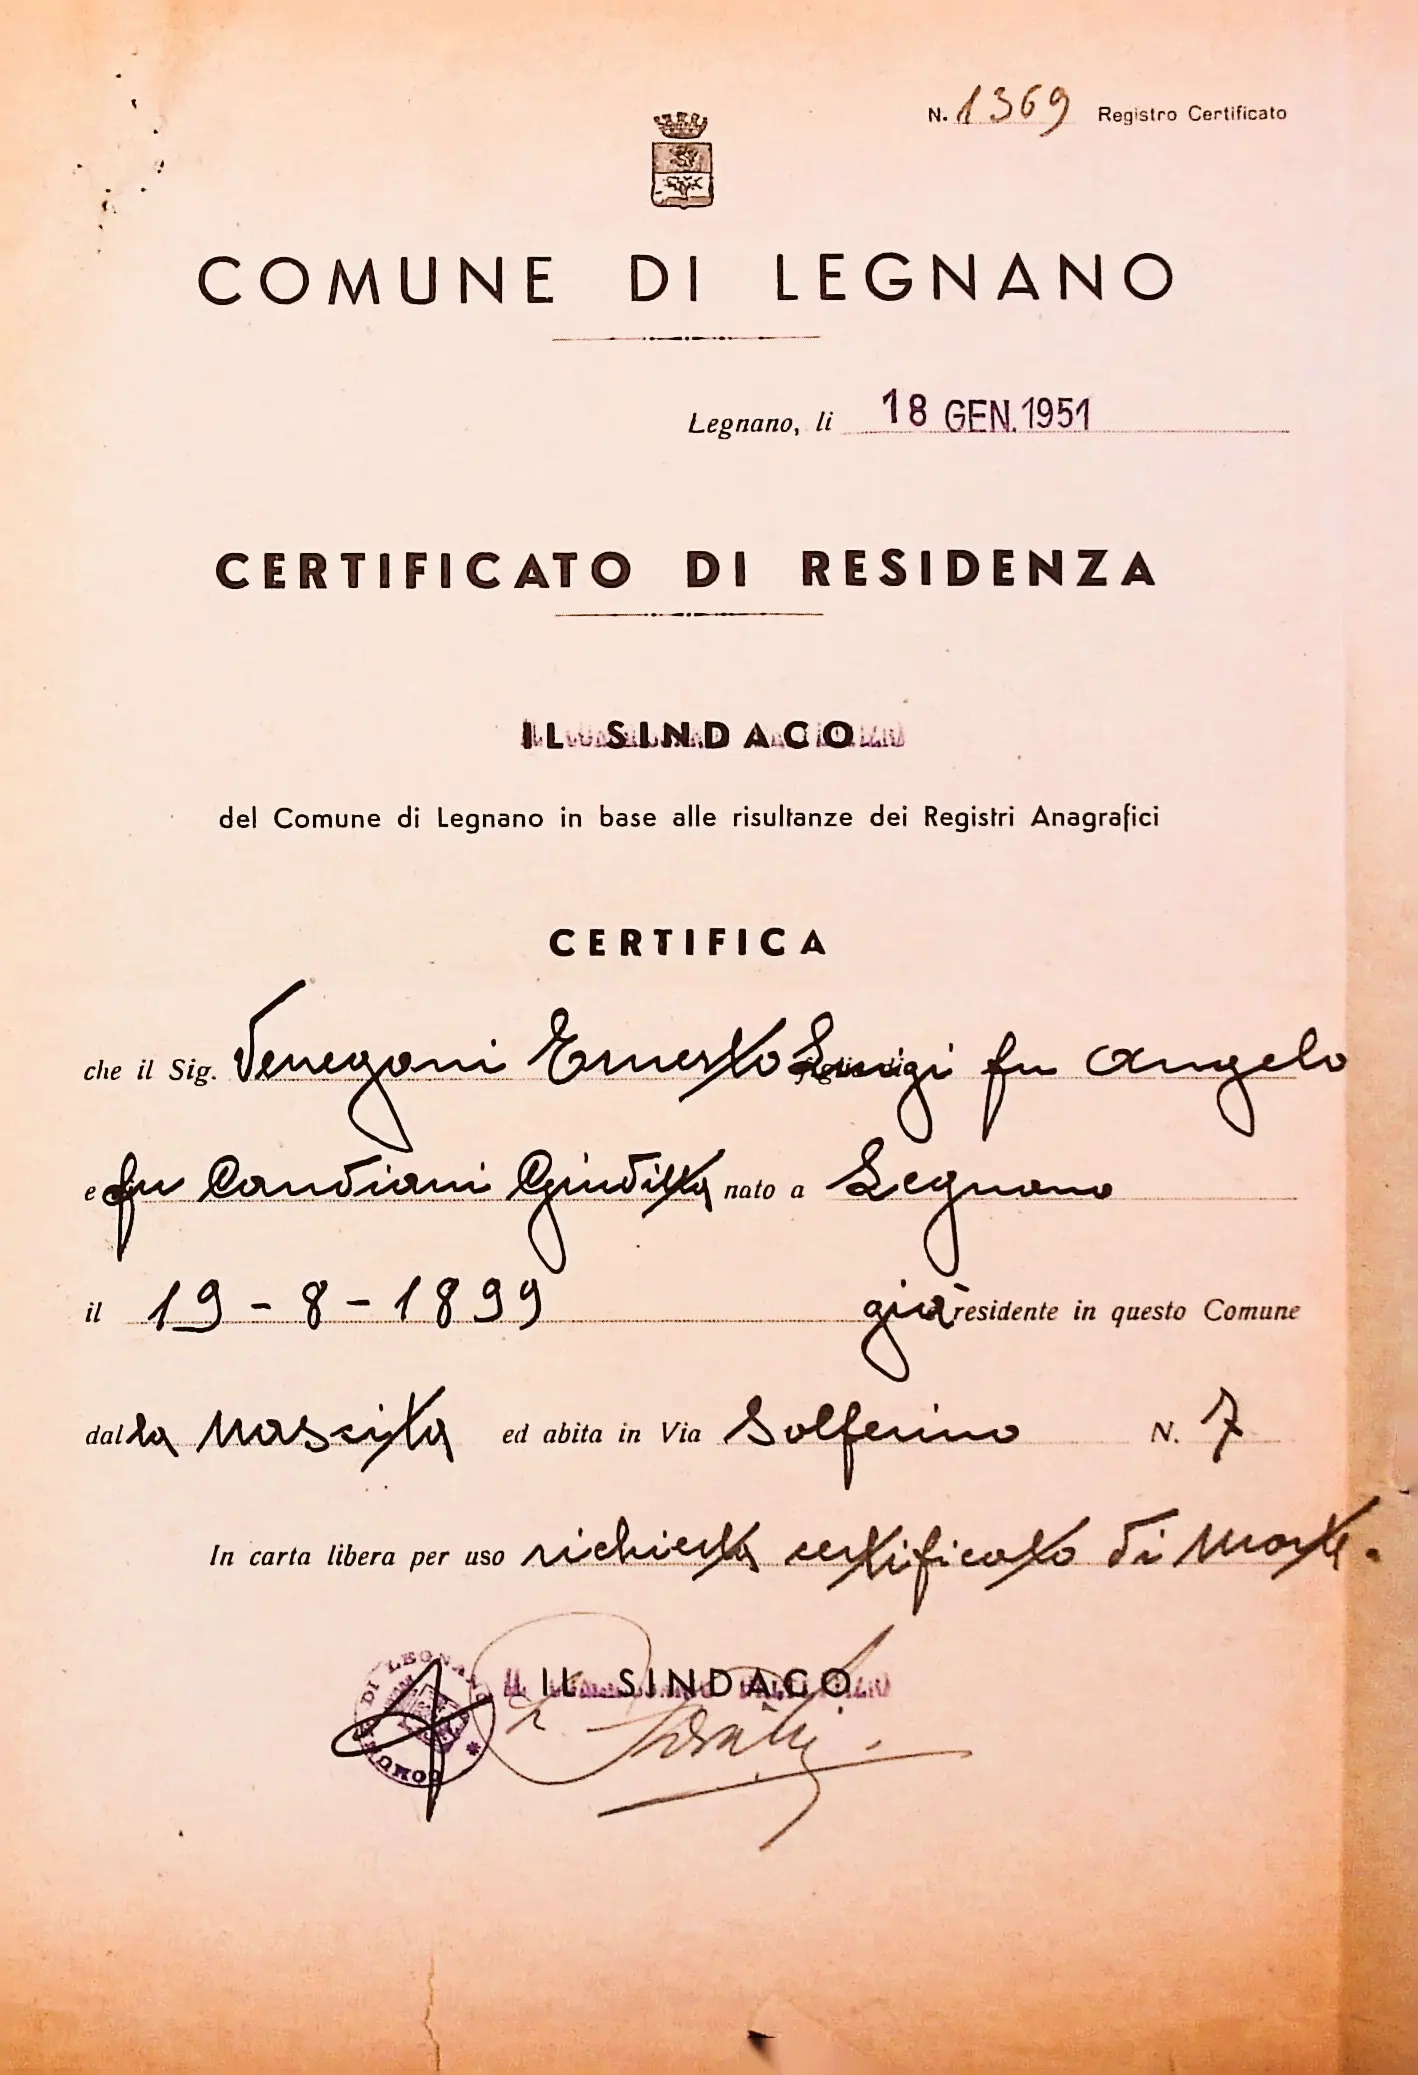 N. 1369 Registro Certificato
COMUNE DI LEGNANO
Legnano, li 18 GEN. 1951
CERTIFICATO DI RESIDENZA
IL SINDACO
del Comune di Legnano in base alle risultanze dei Registri Anagrafici
CERTIFICA
che il Sig. Venegoni Ernesto Luigi fu Angelo
e fu Candiani Giuditta nato a Legnano
il 19-8-1899 già residente in questo Comune
dalla nascita ed abita in Via Solferino N. 7
In carta libera per uso richiesta certificato di morte.
IL SINDACO
COMUNE DI LEGNANO